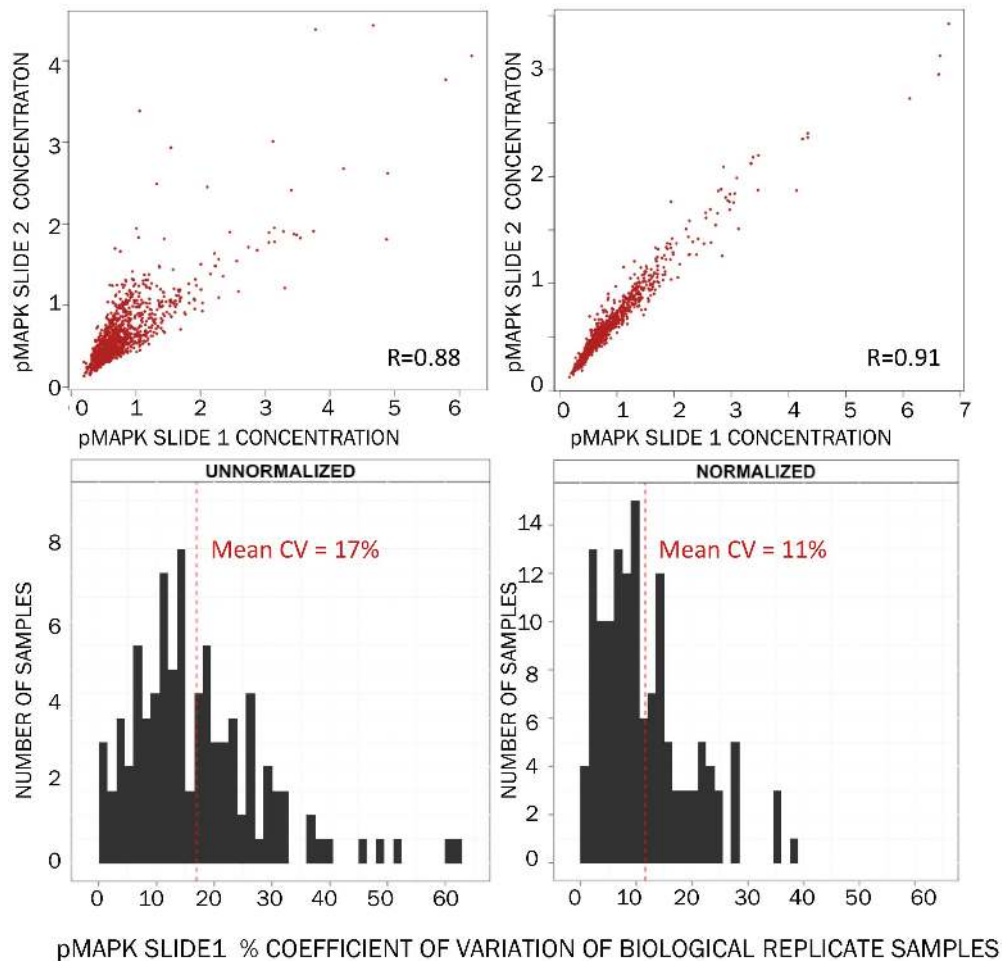 pMAPK SLIDE 2 CONCENTRATON
4
3
2
1
0
R=0.88
0 1 2 3 4 5 6
pMAPK SLIDE 1 CONCENTRATION
pMAPK SLIDE 2 CONCENTRATON
3
2
1
0
R=0.91
0 1 2 3 4 5 6 7
pMAPK SLIDE 1 CONCENTRATION
UNNORMALIZED
NUMBER OF SAMPLES
8
6
4
2
0
Mean CV = 17%
0 10 20 30 40 50 60
NORMALIZED
NUMBER OF SAMPLES
14
12
10
8
6
4
2
0
Mean CV = 11%
0 10 20 30 40 50 60
pMAPK SLIDE1 % COEFFICIENT OF VARIATION OF BIOLOGICAL REPLICATE SAMPLES